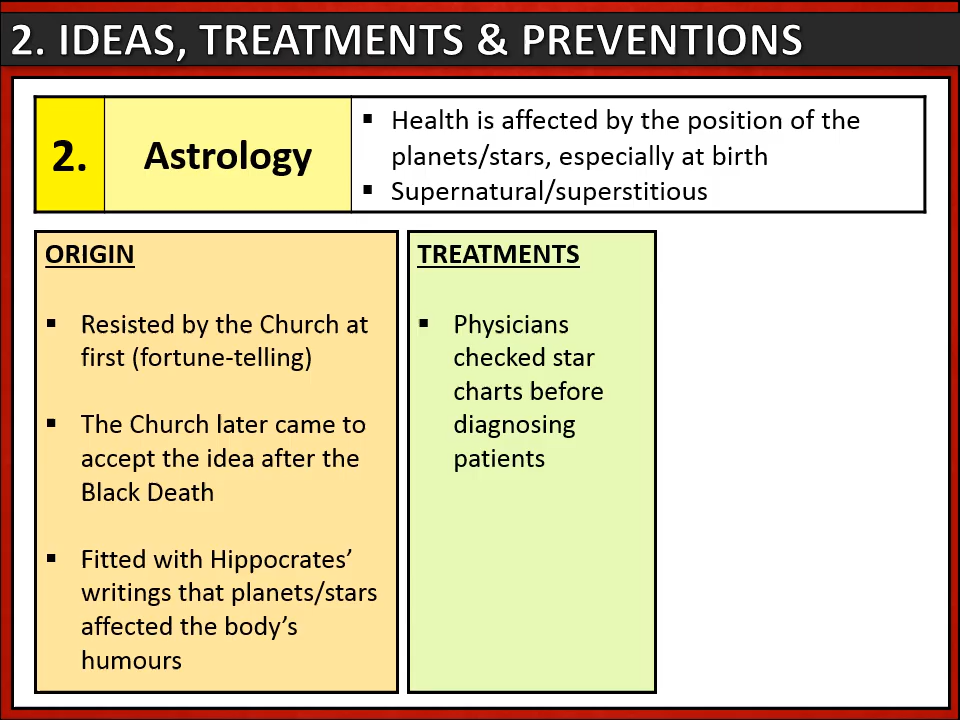 2. IDEAS, TREATMENTS & PREVENTIONS
2.
Astrology
▪ Health is affected by the position of the
planets/stars, especially at birth
▪ Supernatural/superstitious
ORIGIN
▪ Resisted by the Church at
first (fortune-telling)
▪ The Church later came to
accept the idea after the
Black Death
▪ Fitted with Hippocrates’
writings that planets/stars
affected the body’s
humours
TREATMENTS
▪ Physicians
checked star
charts before
diagnosing
patients